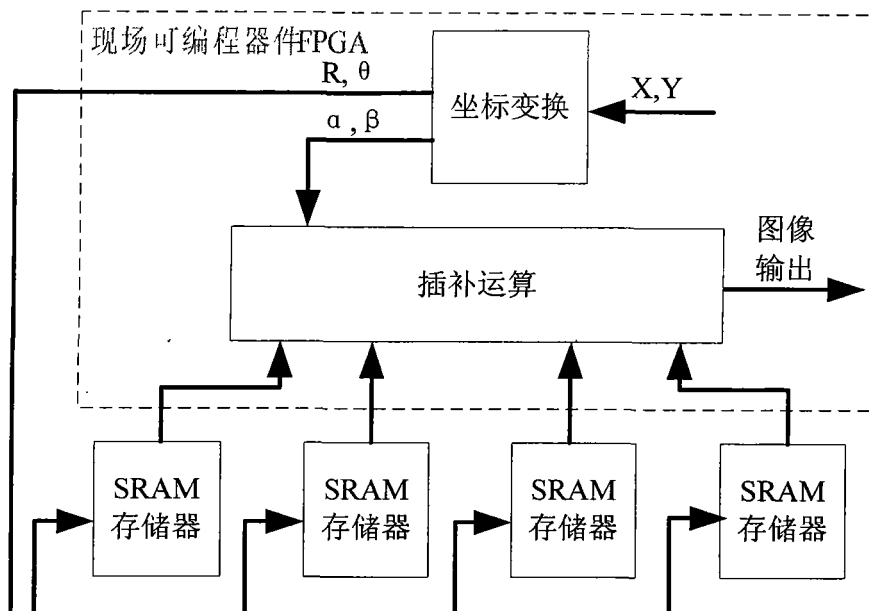 现场可编程器件FPGA
R, θ
坐标变换
X,Y
α, β
插补运算
图像
输出
SRAM
存储器
SRAM
存储器
SRAM
存储器
SRAM
存储器